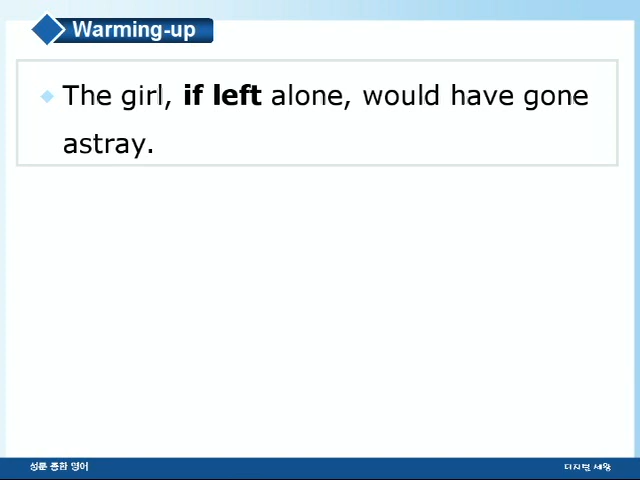 Warming-up
The girl, if left alone, would have gone
astray.
성문 종합 영어
디지털 세왕